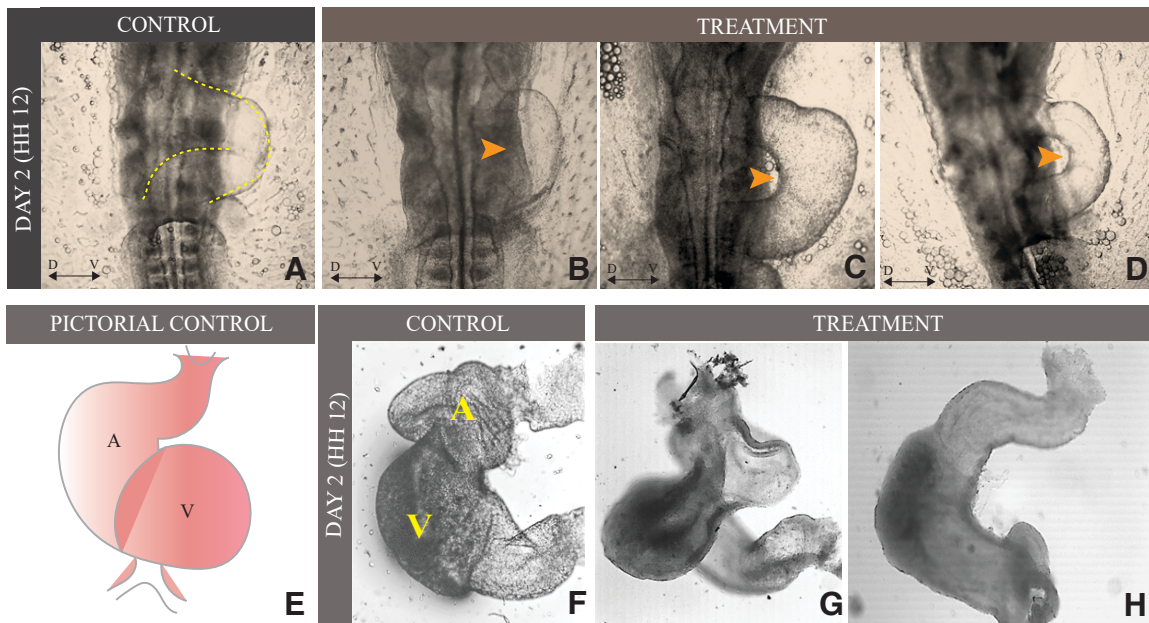 CONTROL
TREATMENT
DAY 2 (HH 12)
D V
A
B
D V
C
D V
D
PICTORIAL CONTROL
CONTROL
TREATMENT
DAY 2 (HH 12)
A
V
E
A
V
F
G
H